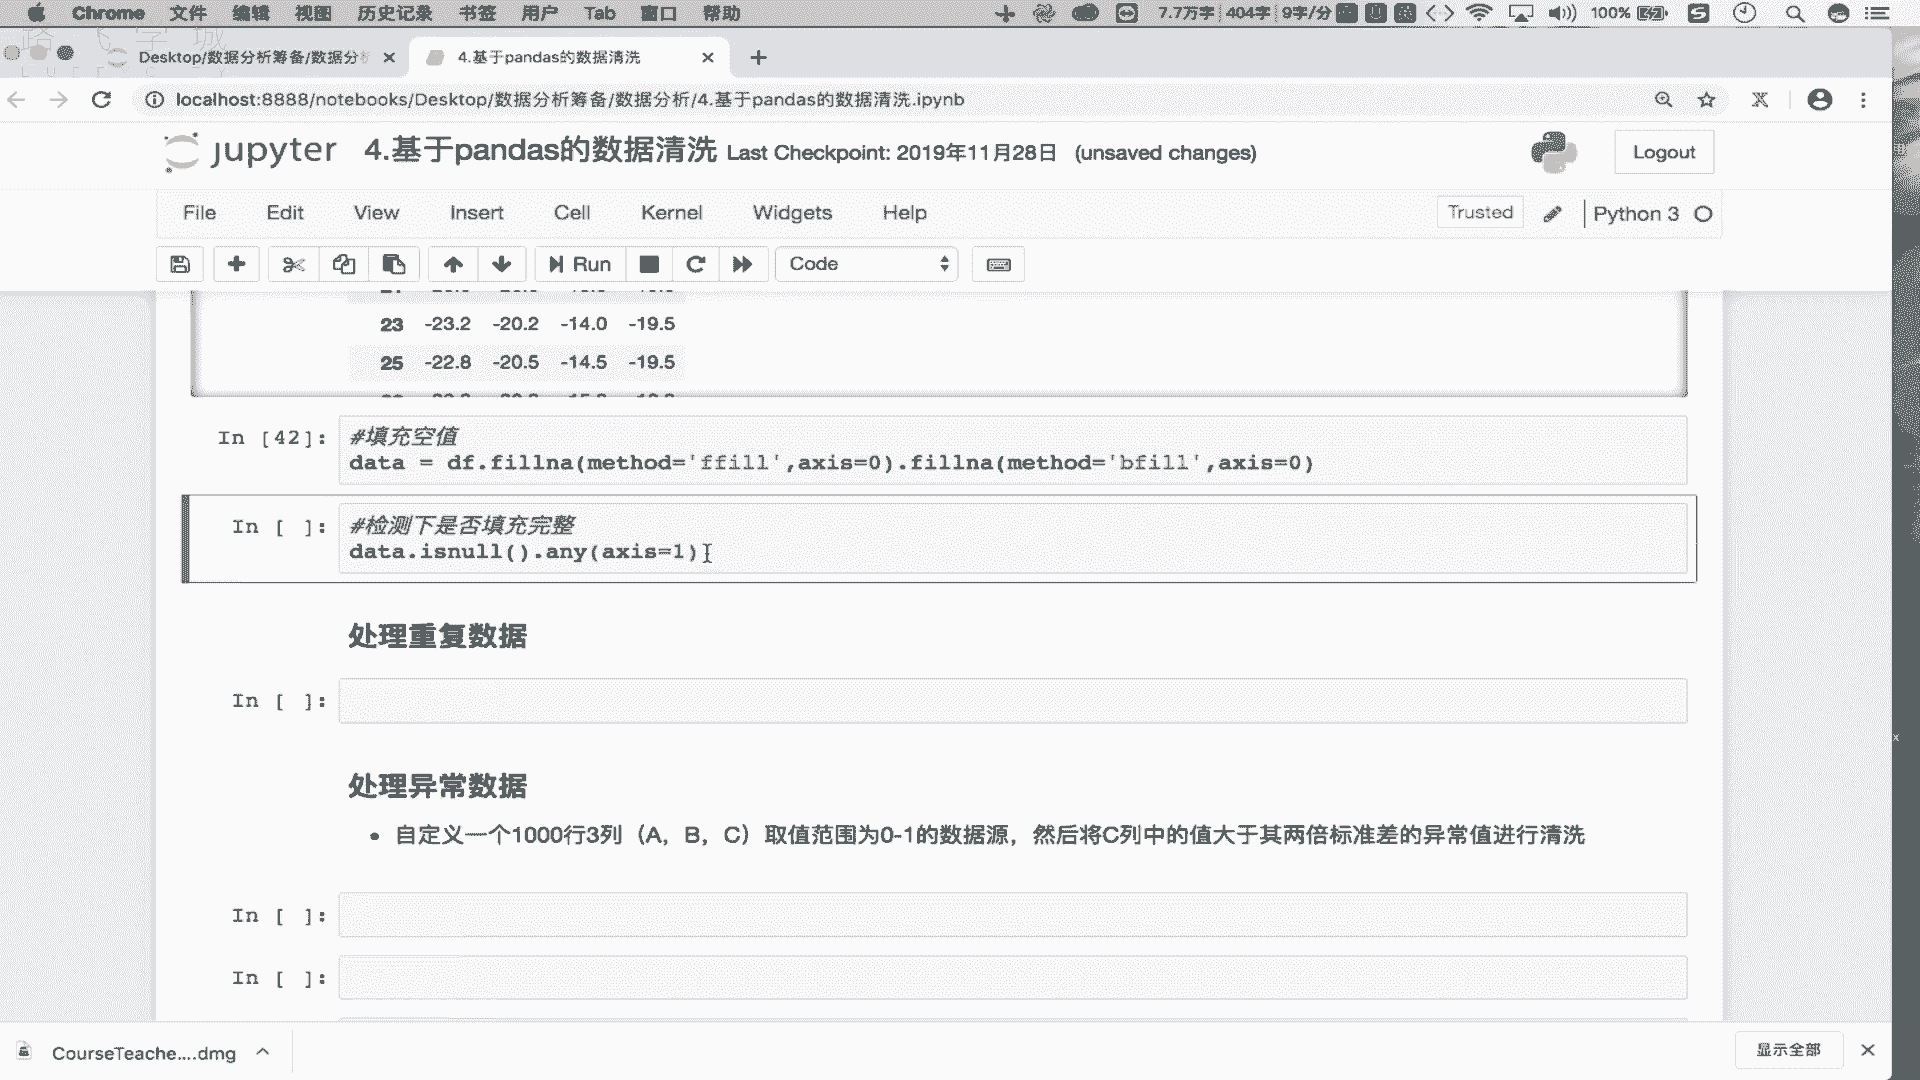 Chrome 文件 编辑 视图 历史记录 书签 用户 Tab 窗口 帮助 7.7万字 404字 9字/分 100%
Desktop/数据分析筹备/数据分 4.基于pandas的数据清洗
localhost:8888/notebooks/Desktop/数据分析筹备/数据分析/4.基于pandas的数据清洗.ipynb
jupyter 4.基于pandas的数据清洗 Last Checkpoint: 2019年11月28日 (unsaved changes) Logout
File Edit View Insert Cell Kernel Widgets Help Trusted Python 3
Run Code
23 -23.2 -20.2 -14.0 -19.5
25 -22.8 -20.5 -14.5 -19.5
In [42]: #填充空值
data = df.fillna(method='ffill',axis=0).fillna(method='bfill',axis=0)
In [ ]: #检测下是否填充完整
data.isnull().any(axis=1)
处理重复数据
In [ ]:
处理异常数据
• 自定义一个1000行3列（A，B，C）取值范围为0-1的数据源，然后将C列中的值大于其两倍标准差的异常值进行清洗
In [ ]:
In [ ]:
CourseTeache....dmg 显示全部